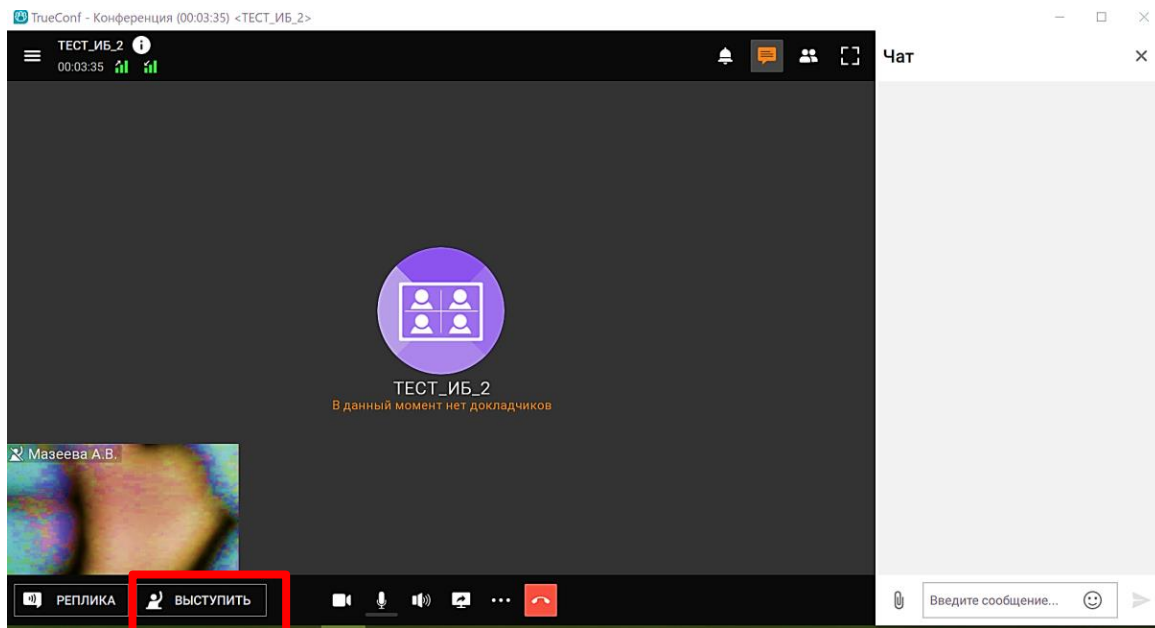 TrueConf - Конференция (00:03:35) <ТЕСТ_ИБ_2>
ТЕСТ_ИБ_2
00:03:35
Чат
ТЕСТ_ИБ_2
В данный момент нет докладчиков
Мазеева А.В.
РЕПЛИКА
ВЫСТУПИТЬ
Введите сообщение...